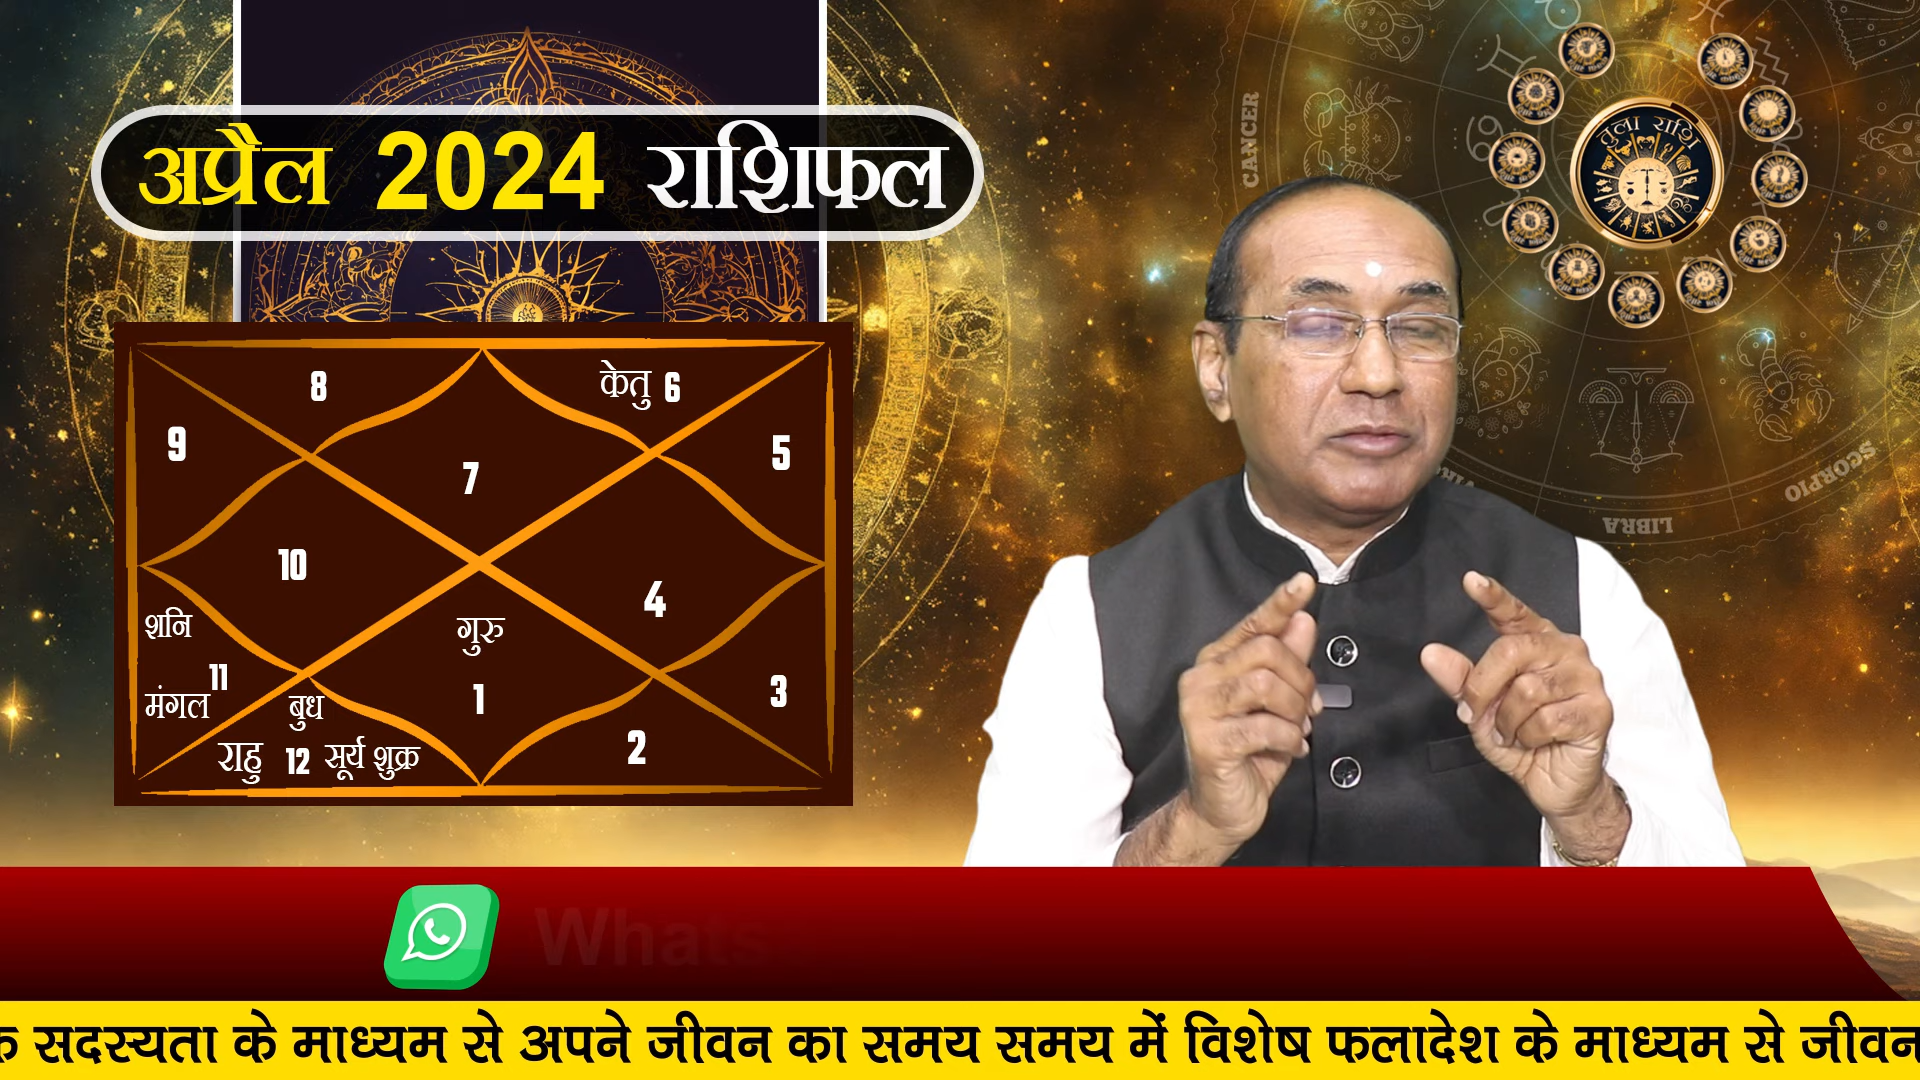 अप्रैल 2024 राशिफल
तुला राशि
CANCER
LIBRA
SCORPIO
8
केतु 6
9
5
7
10
4
शनि
गुरु
11
मंगल
बुध
1
3
राहु 12 सूर्य शुक्र
2
Whats
सदस्यता के माध्यम से अपने जीवन का समय समय में विशेष फलादेश के माध्यम से जीवन